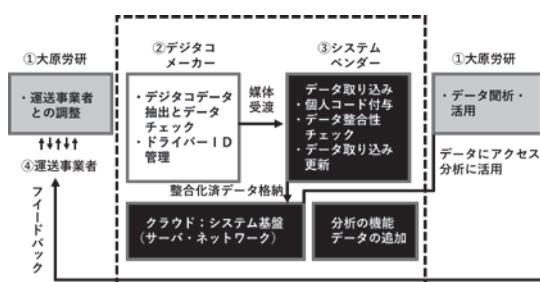 ①大原労研
・運送事業者
との調整
④運送事業者
フィードバック
②デジタコ
メーカー
・デジタコデータ
抽出とデータ
チェック
・ドライバーＩＤ
管理
媒体
受渡
③システム
ベンダー
データ取り込み
・個人コード付与
・データ整合性
チェック
・データ取り込み
更新
整合化済データ格納
クラウド：システム基盤
（サーバ・ネットワーク）
分析の機能
データの追加
①大原労研
・データ聞析・
活用
データにアクセス
分析に活用